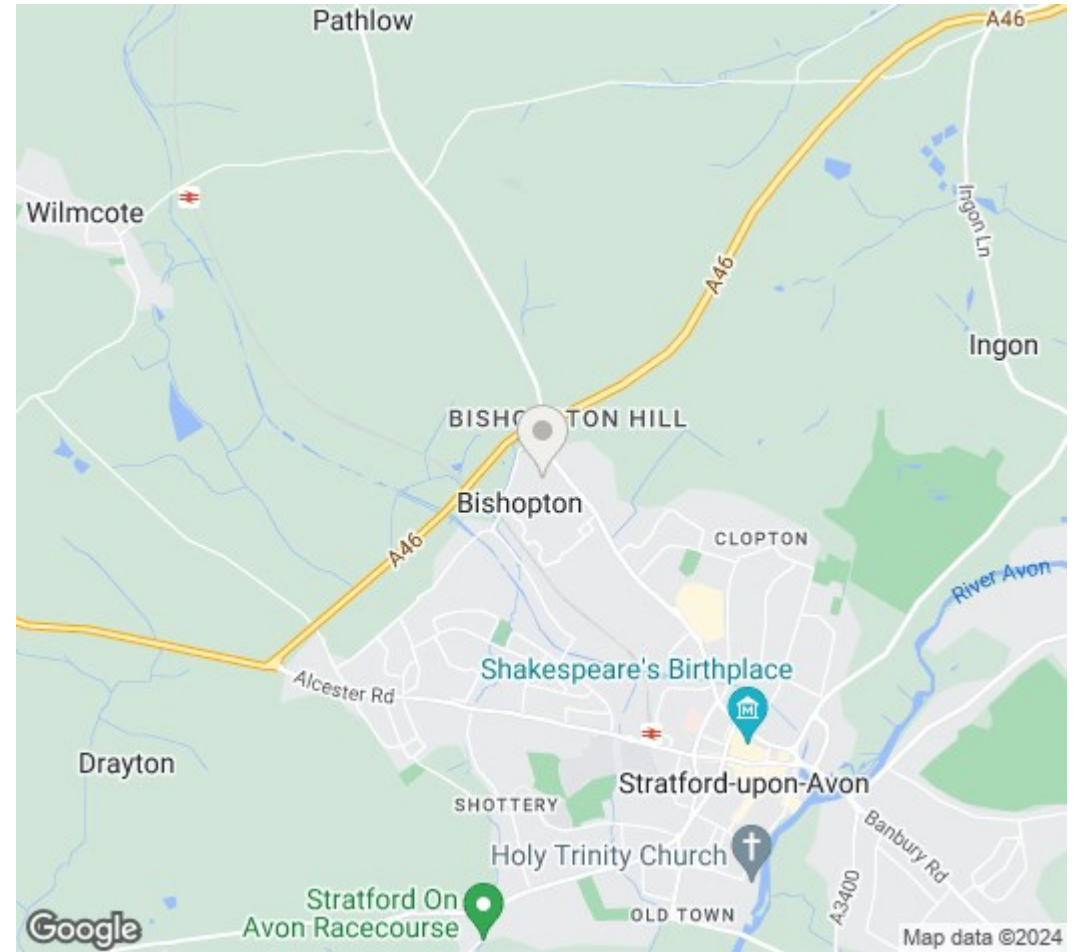 Pathlow
A46
Wilmcote
Ingon Ln
A46
Ingon
BISHOPTON HILL
Bishopton
CLOPTON
A46
River Avon
Shakespeare's Birthplace
M
Alcester Rd
Drayton
Stratford-upon-Avon
SHOTTERY
Banbury Rd
Holy Trinity Church
A3400
Stratford On
Avon Racecourse
OLD TOWN
Google
Map data ©2024